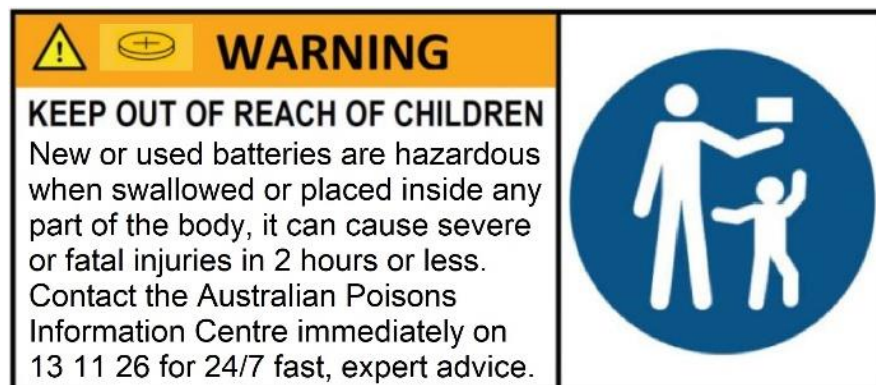 WARNING
KEEP OUT OF REACH OF CHILDREN
New or used batteries are hazardous
when swallowed or placed inside any
part of the body, it can cause severe
or fatal injuries in 2 hours or less.
Contact the Australian Poisons
Information Centre immediately on
13 11 26 for 24/7 fast, expert advice.